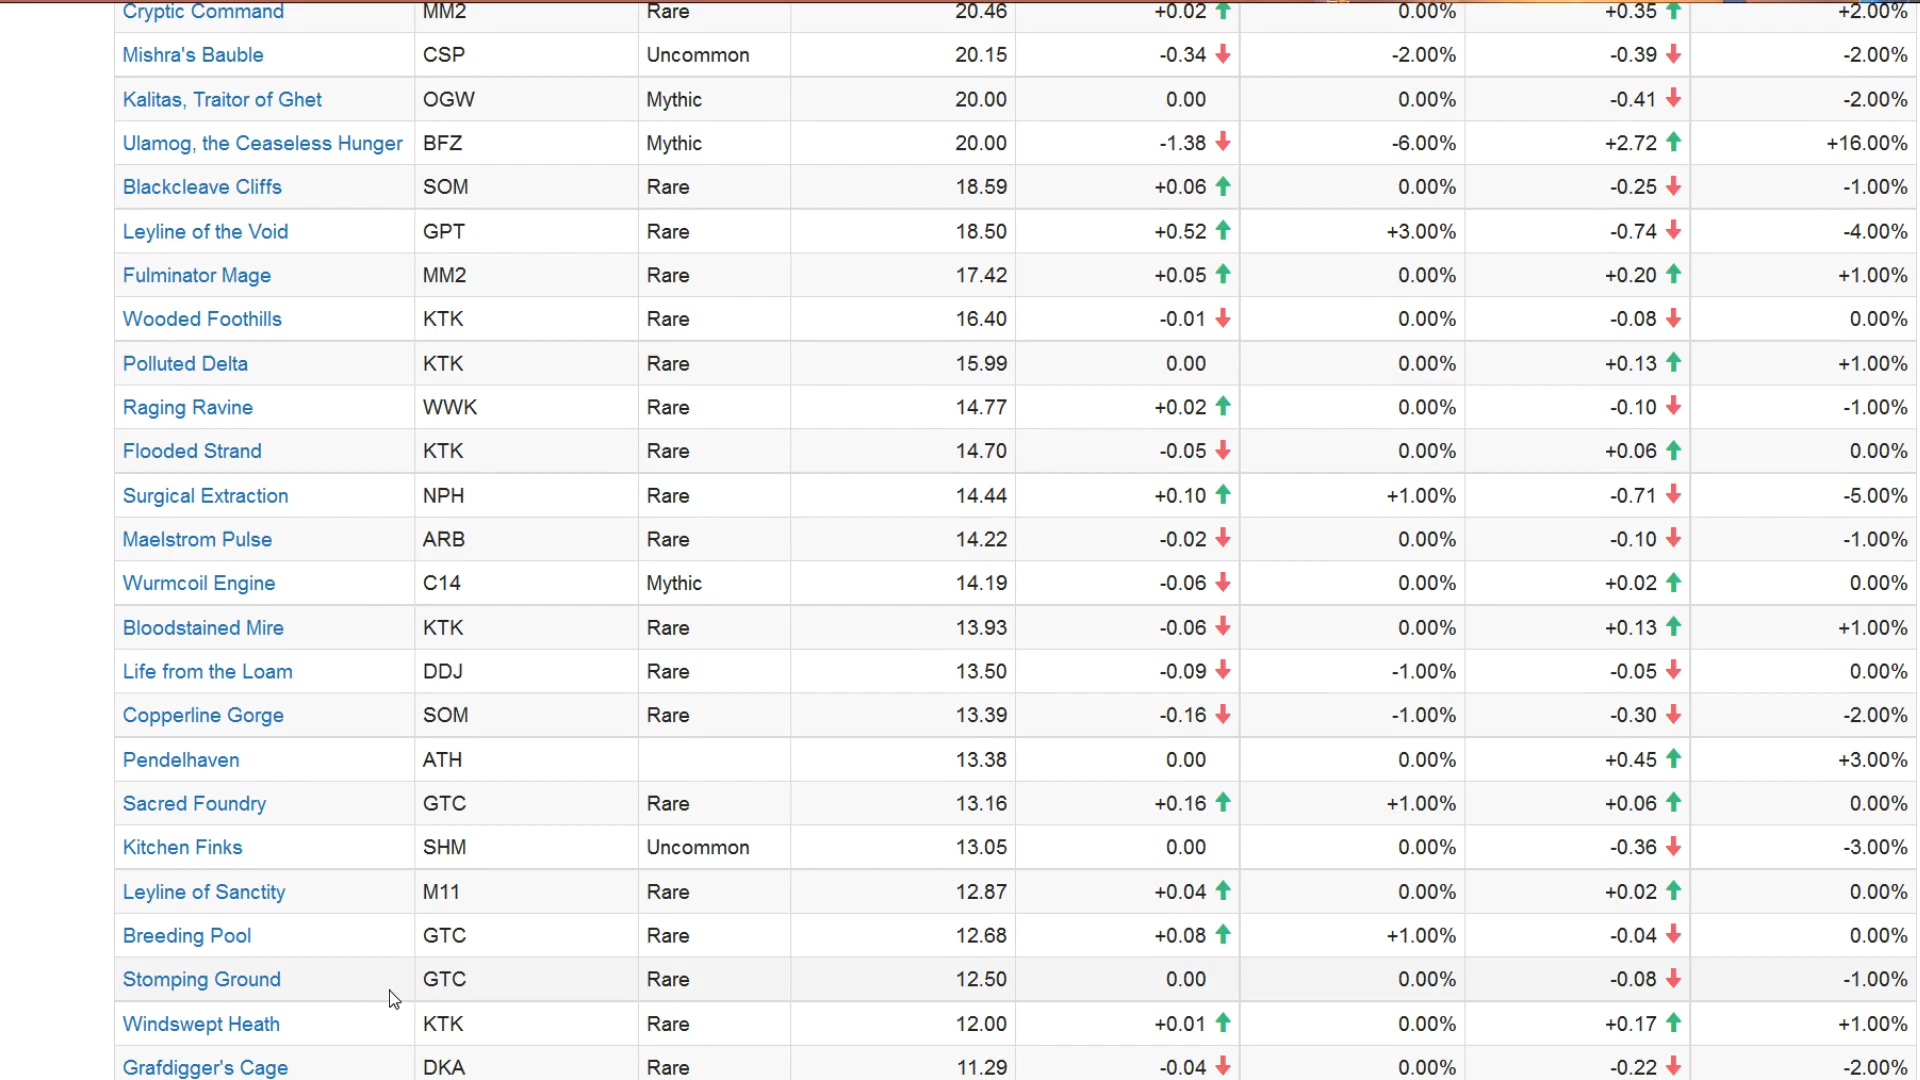 Cryptic Command MM2 Rare 20.46 +0.02 0.00% +0.35 +2.00%
Mishra's Bauble CSP Uncommon 20.15 -0.34 -2.00% -0.39 -2.00%
Kalitas, Traitor of Ghet OGW Mythic 20.00 0.00 0.00% -0.41 -2.00%
Ulamog, the Ceaseless Hunger BFZ Mythic 20.00 -1.38 -6.00% +2.72 +16.00%
Blackcleave Cliffs SOM Rare 18.59 +0.06 0.00% -0.25 -1.00%
Leyline of the Void GPT Rare 18.50 +0.52 +3.00% -0.74 -4.00%
Fulminator Mage MM2 Rare 17.42 +0.05 0.00% +0.20 +1.00%
Wooded Foothills KTK Rare 16.40 -0.01 0.00% -0.08 0.00%
Polluted Delta KTK Rare 15.99 0.00 0.00% +0.13 +1.00%
Raging Ravine WWK Rare 14.77 +0.02 0.00% -0.10 -1.00%
Flooded Strand KTK Rare 14.70 -0.05 0.00% +0.06 0.00%
Surgical Extraction NPH Rare 14.44 +0.10 +1.00% -0.71 -5.00%
Maelstrom Pulse ARB Rare 14.22 -0.02 0.00% -0.10 -1.00%
Wurmcoil Engine C14 Mythic 14.19 -0.06 0.00% +0.02 0.00%
Bloodstained Mire KTK Rare 13.93 -0.06 0.00% +0.13 +1.00%
Life from the Loam DDJ Rare 13.50 -0.09 -1.00% -0.05 0.00%
Copperline Gorge SOM Rare 13.39 -0.16 -1.00% -0.30 -2.00%
Pendelhaven ATH 13.38 0.00 0.00% +0.45 +3.00%
Sacred Foundry GTC Rare 13.16 +0.16 +1.00% +0.06 0.00%
Kitchen Finks SHM Uncommon 13.05 0.00 0.00% -0.36 -3.00%
Leyline of Sanctity M11 Rare 12.87 +0.04 0.00% +0.02 0.00%
Breeding Pool GTC Rare 12.68 +0.08 +1.00% -0.04 0.00%
Stomping Ground GTC Rare 12.50 0.00 0.00% -0.08 -1.00%
Windswept Heath KTK Rare 12.00 +0.01 0.00% +0.17 +1.00%
Grafdigger's Cage DKA Rare 11.29 -0.04 0.00% -0.22 -2.00%